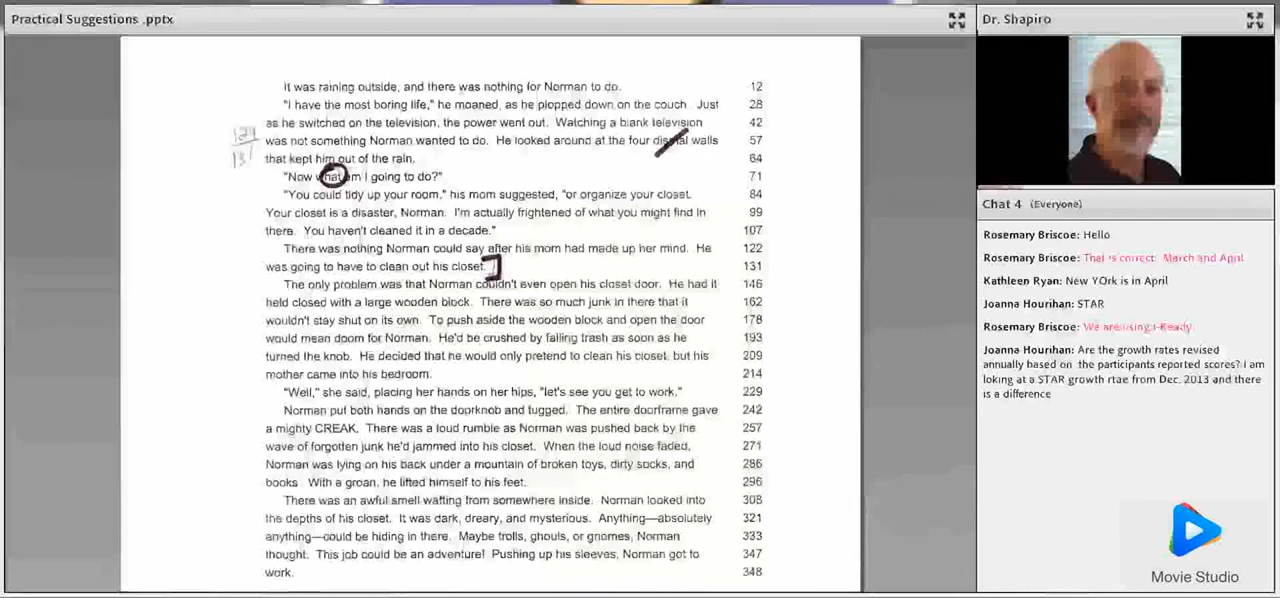 Practical Suggestions .pptx
It was raining outside, and there was nothing for Norman to do. 12
"I have the most boring life," he moaned, as he plopped down on the couch. Just 28
as he switched on the television, the power went out. Watching a blank television 42
was not something Norman wanted to do. He looked around at the four dismal walls 57
that kept him out of the rain. 64
"Now what am I going to do?" 71
"You could tidy up your room," his mom suggested, "or organize your closet. 84
Your closet is a disaster, Norman. I'm actually frightened of what you might find in 99
there. You haven't cleaned it in a decade." 107
There was nothing Norman could say after his mom had made up her mind. He 122
was going to have to clean out his closet. 131
The only problem was that Norman couldn't even open his closet door. He had it 146
held closed with a large wooden block. There was so much junk in there that it 162
wouldn't stay shut on its own. To push aside the wooden block and open the door 178
would mean doom for Norman. He'd be crushed by falling trash as soon as he 193
turned the knob. He decided that he would only pretend to clean his closet, but his 209
mother came into his bedroom. 214
"Well," she said, placing her hands on her hips, "let's see you get to work." 229
Norman put both hands on the doorknob and tugged. The entire doorframe gave 242
a mighty CREAK. There was a loud rumble as Norman was pushed back by the 257
wave of forgotten junk he'd jammed into his closet. When the loud noise faded, 271
Norman was lying on his back under a mountain of broken toys, dirty socks, and 286
books. With a groan, he lifted himself to his feet. 296
There was an awful smell wafting from somewhere inside. Norman looked into 308
the depths of his closet. It was dark, dreary, and mysterious. Anything—absolutely 321
anything—could be hiding in there. Maybe trolls, ghouls, or gnomes, Norman 333
thought. This job could be an adventure! Pushing up his sleeves, Norman got to 347
work. 348
Dr. Shapiro
Chat 4 (Everyone)
Rosemary Briscoe: Hello
Rosemary Briscoe: That is correct. March and April
Kathleen Ryan: New YOrk is in April
Joanna Hourihan: STAR
Rosemary Briscoe: We are using I-Ready
Joanna Hourihan: Are the growth rates revised
annually based on the participants reported scores? I am
loking at a STAR growth rtae from Dec. 2013 and there
is a difference
Movie Studio